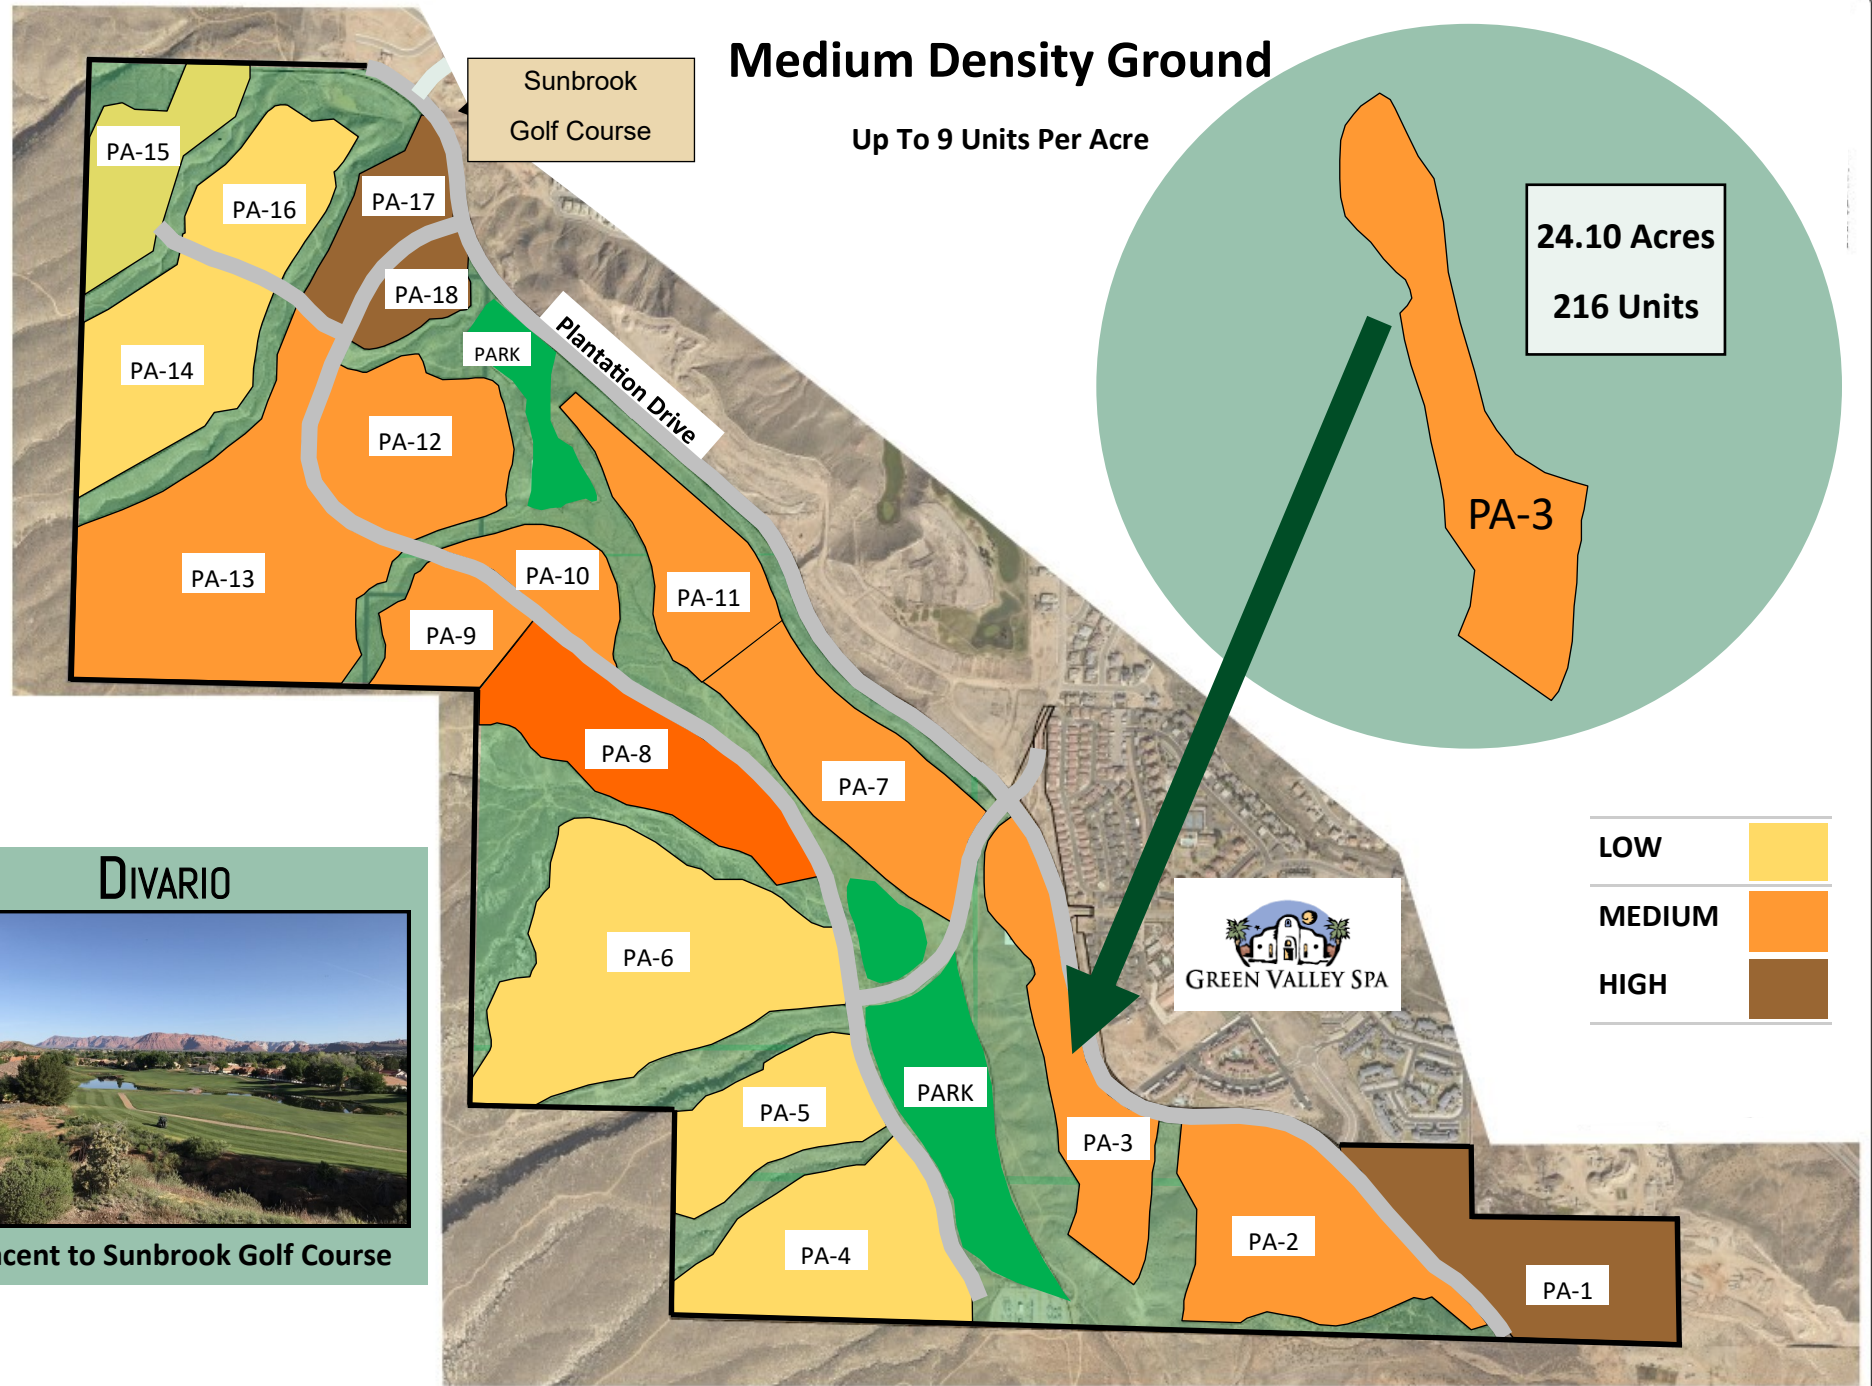 Medium Density Ground
Up To 9 Units Per Acre
Sunbrook
Golf Course
24.10 Acres
216 Units
PA-3
PA-15
PA-16
PA-17
PA-18
PARK
Plantation Drive
PA-14
PA-12
PA-13
PA-10
PA-11
PA-9
PA-8
PA-7
PA-6
PA-5
PARK
PA-3
PA-4
PA-2
PA-1
GREEN VALLEY SPA
LOW
MEDIUM
HIGH
DIVARIO
cent to Sunbrook Golf Course